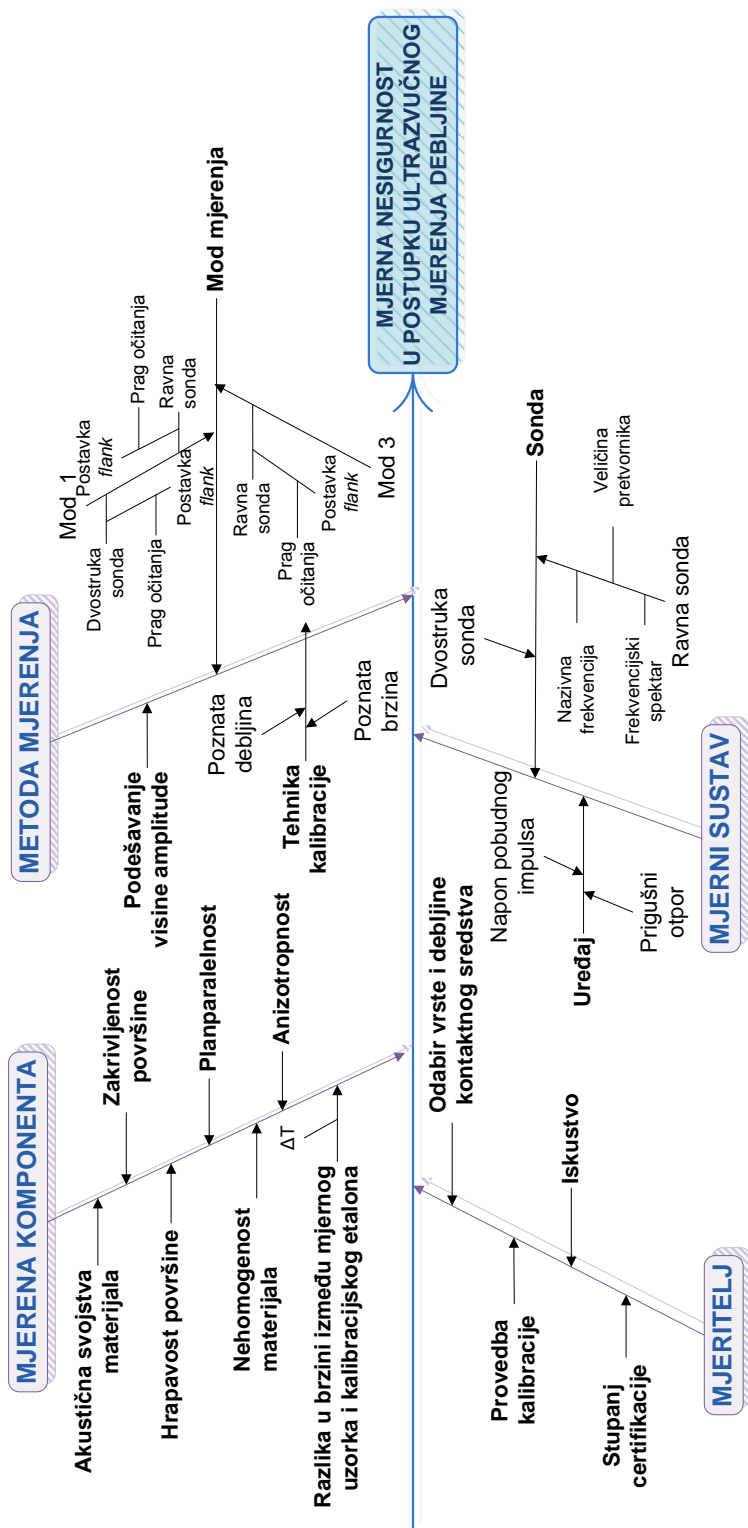 MJERENA KOMPONENTA
Akustična svojstva
materijala
Zakrivljenost
površine
Hrapavost površine
Planparalelnost
Nehomogenost
materijala
Anizotropnost
ΔT
Razlika u brzini između mjernog
uzorka i kalibracijskog etalona
METODA MJERENJA
Podešavanje
visine amplitude
Poznata
debljina
Tehnika
kalibracije
Poznata
brzina
Mod mjerenja
Mod 1
Postavka
flank
Prag očitanja
Ravna
sonda
Dvostruka
sonda
Prag očitanja
Postavka
flank
Ravna
sonda
Prag
očitanja
Postavka
flank
Mod 3
MJERNA NESIGURNOST
U POSTUPKU ULTRAZVUČNOG
MJERENJA DEBLJINE
MJERITELJ
Odabir vrste i debljine
kontaktnog sredstva
Provedba
kalibracije
Iskustvo
Stupanj
certifikacije
MJERNI SUSTAV
Napon pobudnog
impulsa
Uređaj
Prigušni
otpor
Dvostruka
sonda
Sonda
Nazivna
frekvencija
Veličina
pretvornika
Frekvencijski
spektar
Ravna sonda